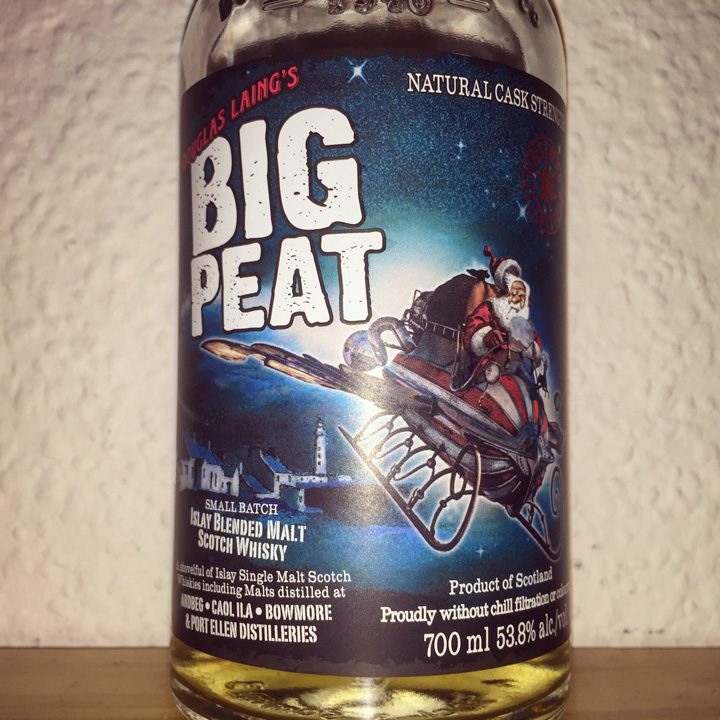 DOUGLAS LAING'S
BIG
PEAT
NATURAL CASK STRENGTH
SMALL BATCH
ISLAY BLENDED MALT
SCOTCH WHISKY
shovelful of Islay Single Malt Scotch
Whiskies including Malts distilled at
ARDBEG • CAOL ILA • BOWMORE
& PORT ELLEN DISTILLERIES
Product of Scotland
Proudly without chill filtration or
700 ml 53.8% alc./vol